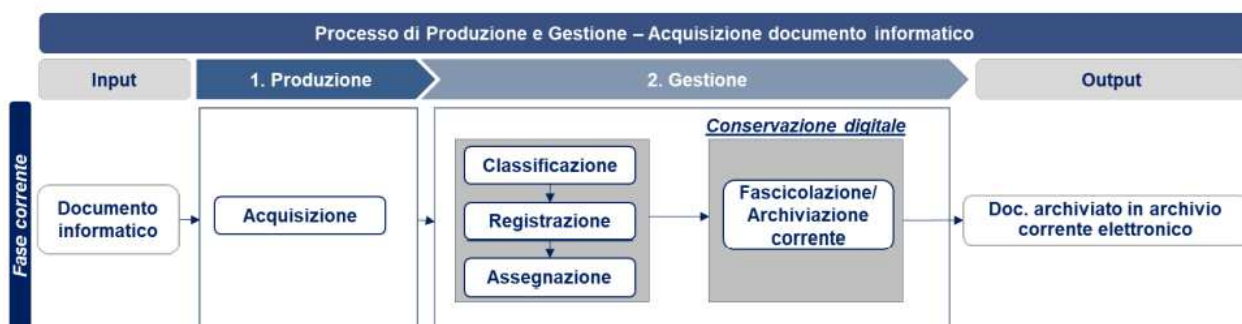 Processo di Produzione e Gestione – Acquisizione documento informatico
Input
1. Produzione
2. Gestione
Output
Fase corrente
Documento
informatico
Acquisizione
Classificazione
Registrazione
Assegnazione
Conservazione digitale
Fascicolazione/
Archiviazione
corrente
Doc. archiviato in archivio
corrente elettronico